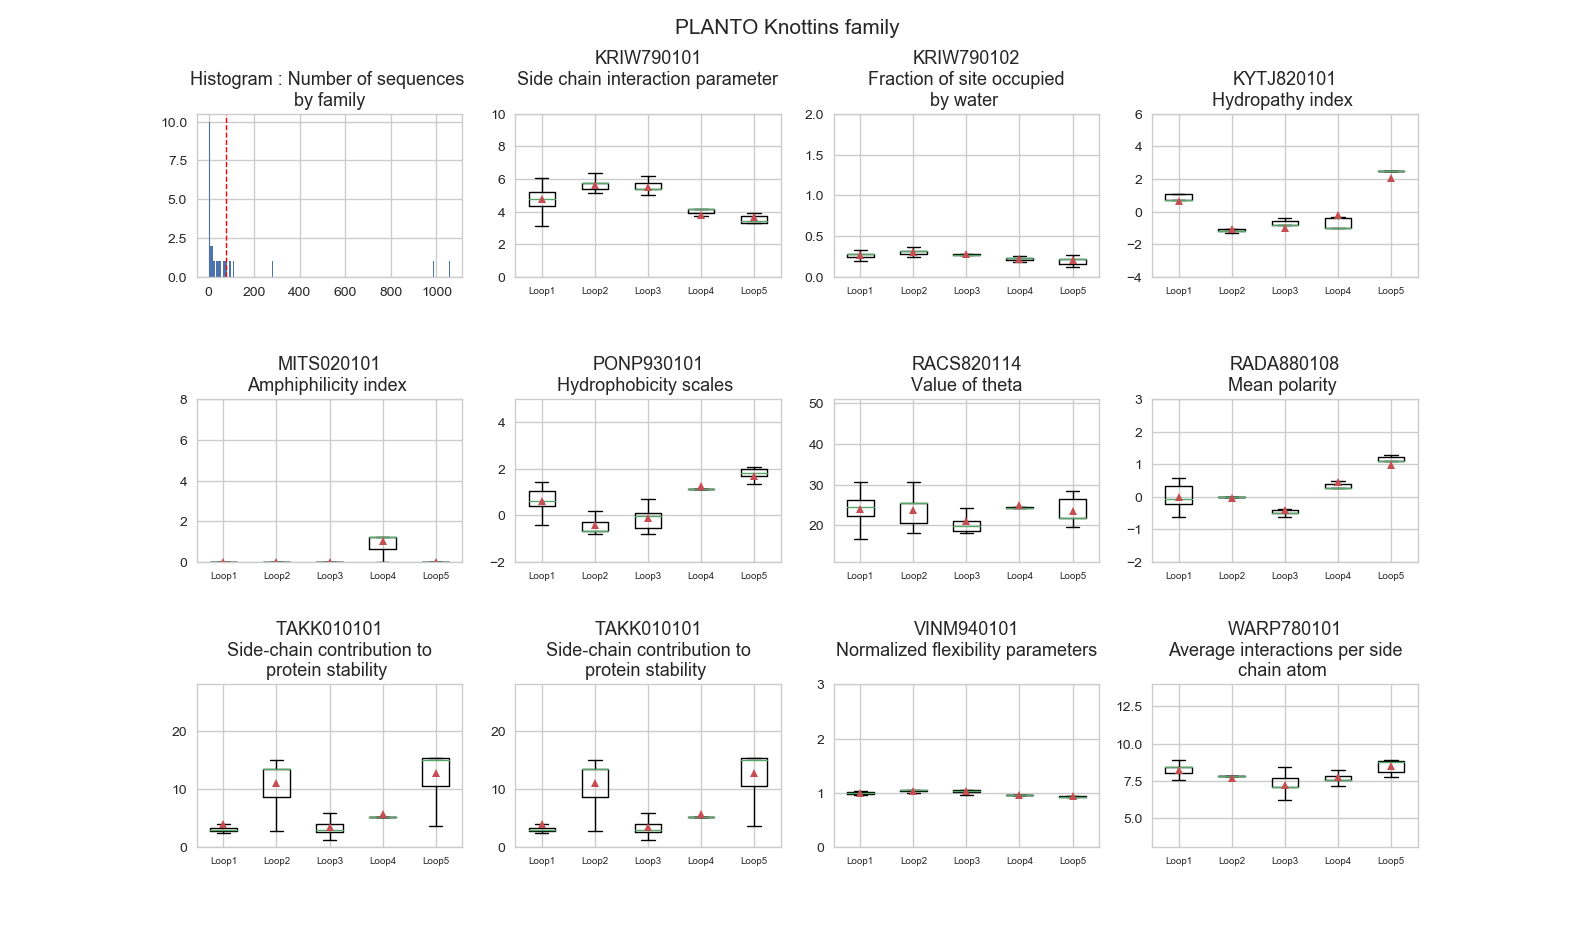 PLANTO Knottins family
Histogram : Number of sequences
by family
10.0
7.5
5.0
2.5
0.0
0 200 400 600 800 1000
KRIW790101
Side chain interaction parameter
10
8
6
4
2
0
Loop1 Loop2 Loop3 Loop4 Loop5
KRIW790102
Fraction of site occupied
by water
2.0
1.5
1.0
0.5
0.0
Loop1 Loop2 Loop3 Loop4 Loop5
KYTJ820101
Hydropathy index
6
4
2
0
−2
−4
Loop1 Loop2 Loop3 Loop4 Loop5
MITS020101
Amphiphilicity index
8
6
4
2
0
Loop1 Loop2 Loop3 Loop4 Loop5
PONP930101
Hydrophobicity scales
4
2
0
−2
Loop1 Loop2 Loop3 Loop4 Loop5
RACS820114
Value of theta
50
40
30
20
Loop1 Loop2 Loop3 Loop4 Loop5
RADA880108
Mean polarity
3
2
1
0
−1
−2
Loop1 Loop2 Loop3 Loop4 Loop5
TAKK010101
Side-chain contribution to
protein stability
20
10
0
Loop1 Loop2 Loop3 Loop4 Loop5
TAKK010101
Side-chain contribution to
protein stability
20
10
0
Loop1 Loop2 Loop3 Loop4 Loop5
VINM940101
Normalized flexibility parameters
3
2
1
0
Loop1 Loop2 Loop3 Loop4 Loop5
WARP780101
Average interactions per side
chain atom
12.5
10.0
7.5
5.0
Loop1 Loop2 Loop3 Loop4 Loop5